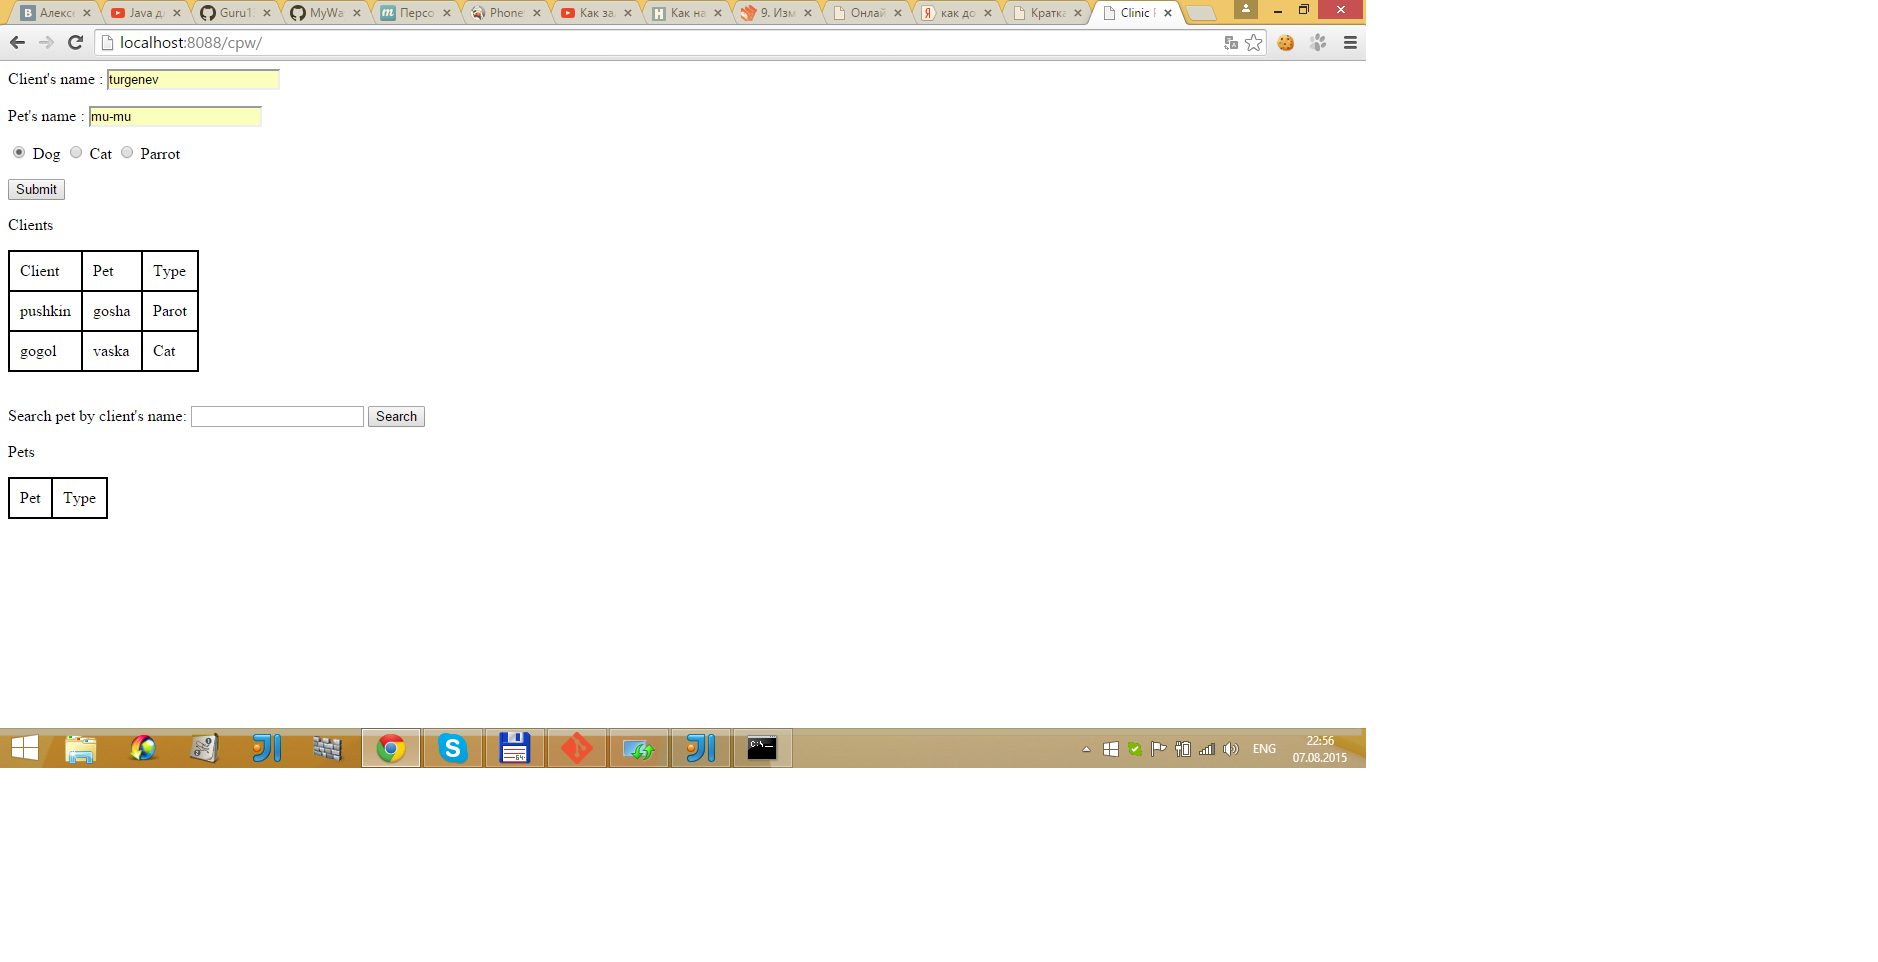 Алексе Java д Guru1 MyWa Персо Phone Как за Как на 9. Изм Онлай как до Кратка Clinic
localhost:8088/cpw/
Client's name : turgenev
Pet's name : mu-mu
Dog Cat Parrot
Submit
Clients
Client Pet Type
pushkin gosha Parot
gogol vaska Cat
Search pet by client's name: Search
Pets
Pet Type
ENG
22:56
07.08.2015